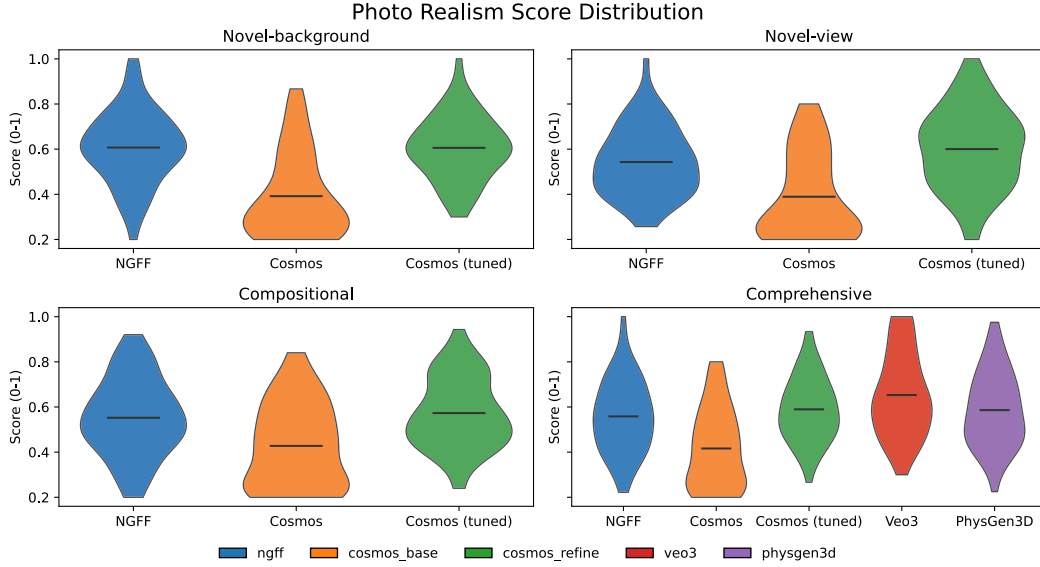 Photo Realism Score Distribution
Novel-background
Score (0-1)
1.0
0.8
0.6
0.4
0.2
NGFF Cosmos Cosmos (tuned)
Novel-view
Score (0-1)
NGFF Cosmos Cosmos (tuned)
Compositional
Score (0-1)
1.0
0.8
0.6
0.4
0.2
NGFF Cosmos Cosmos (tuned)
Comprehensive
Score (0-1)
NGFF Cosmos Cosmos (tuned) Veo3 PhysGen3D
ngff cosmos_base cosmos_refine veo3 physgen3d